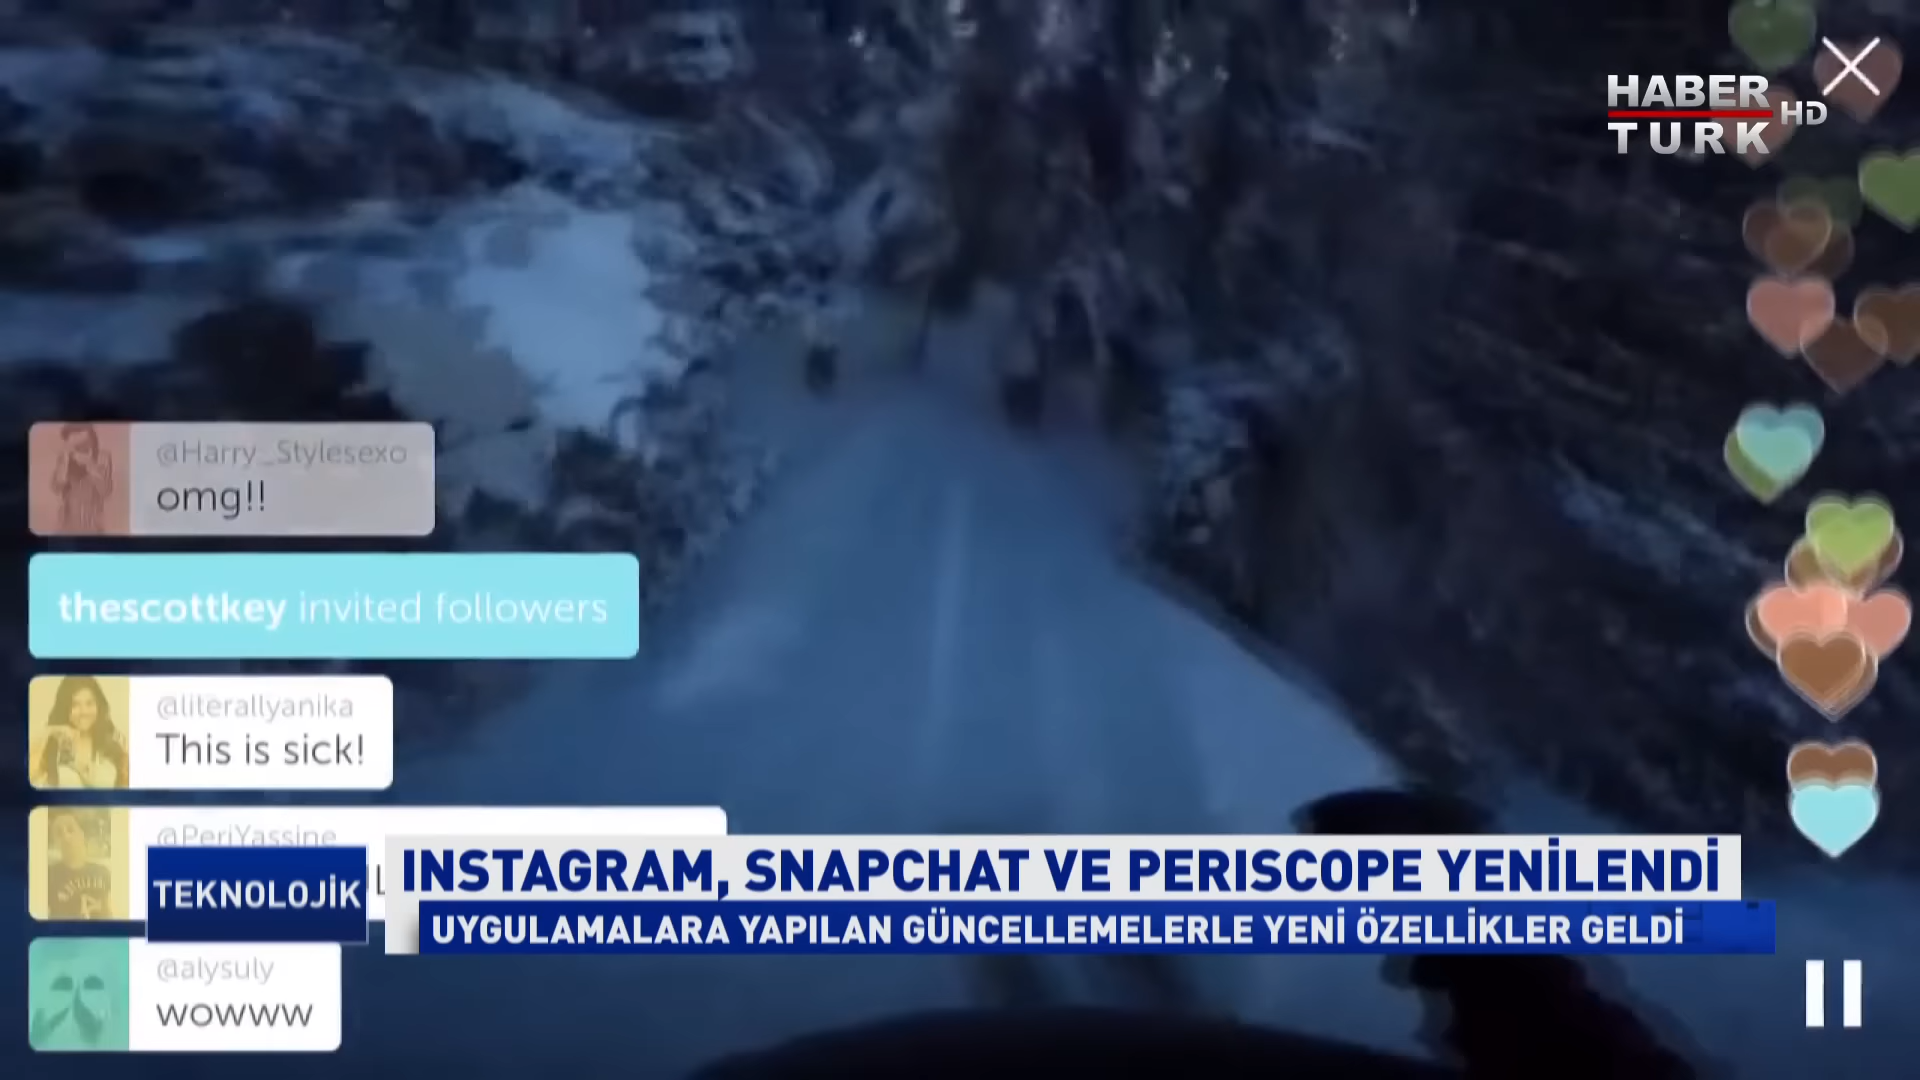 HABER
TURK HD
@Harry_Stylesexo
omg!!
thescottkey invited followers
@literallyanika
This is sick!
@PeriYassine
INSTAGRAM, SNAPCHAT VE PERISCOPE YENİLENDİ
TEKNOLOJİK
UYGULAMALARA YAPILAN GÜNCELLEMELERLE YENİ ÖZELLİKLER GELDİ
@alysuly
wowww